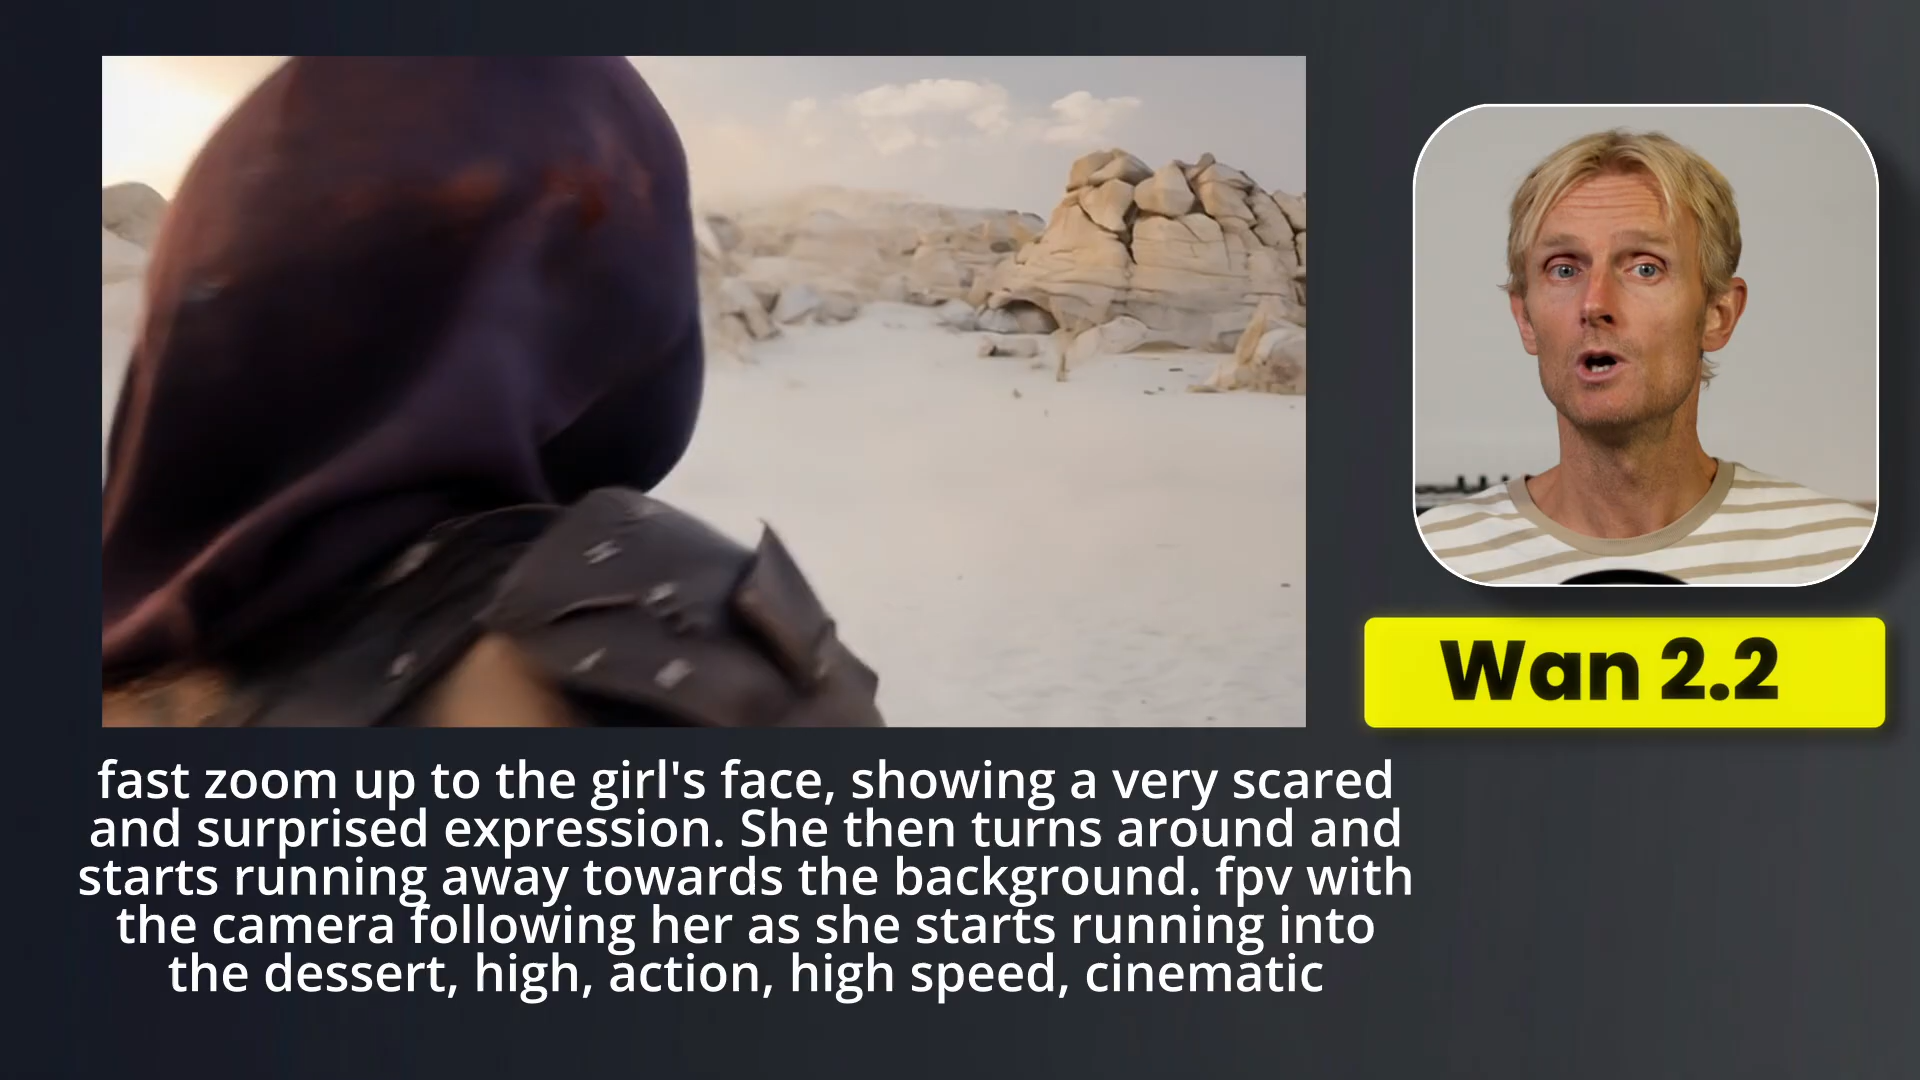 Wan 2.2
fast zoom up to the girl's face, showing a very scared
and surprised expression. She then turns around and
starts running away towards the background. fpv with
the camera following her as she starts running into
the dessert, high, action, high speed, cinematic